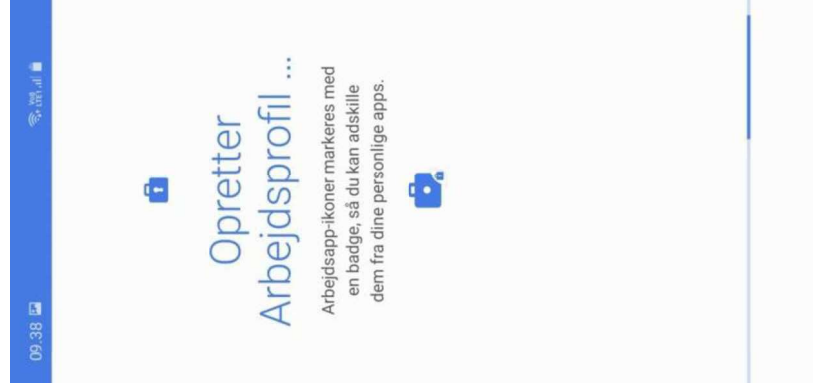 09.38
Opretter
Arbejdsprofil ...
Arbejdsapp-ikoner markeres med
en badge, så du kan adskille
dem fra dine personlige apps.